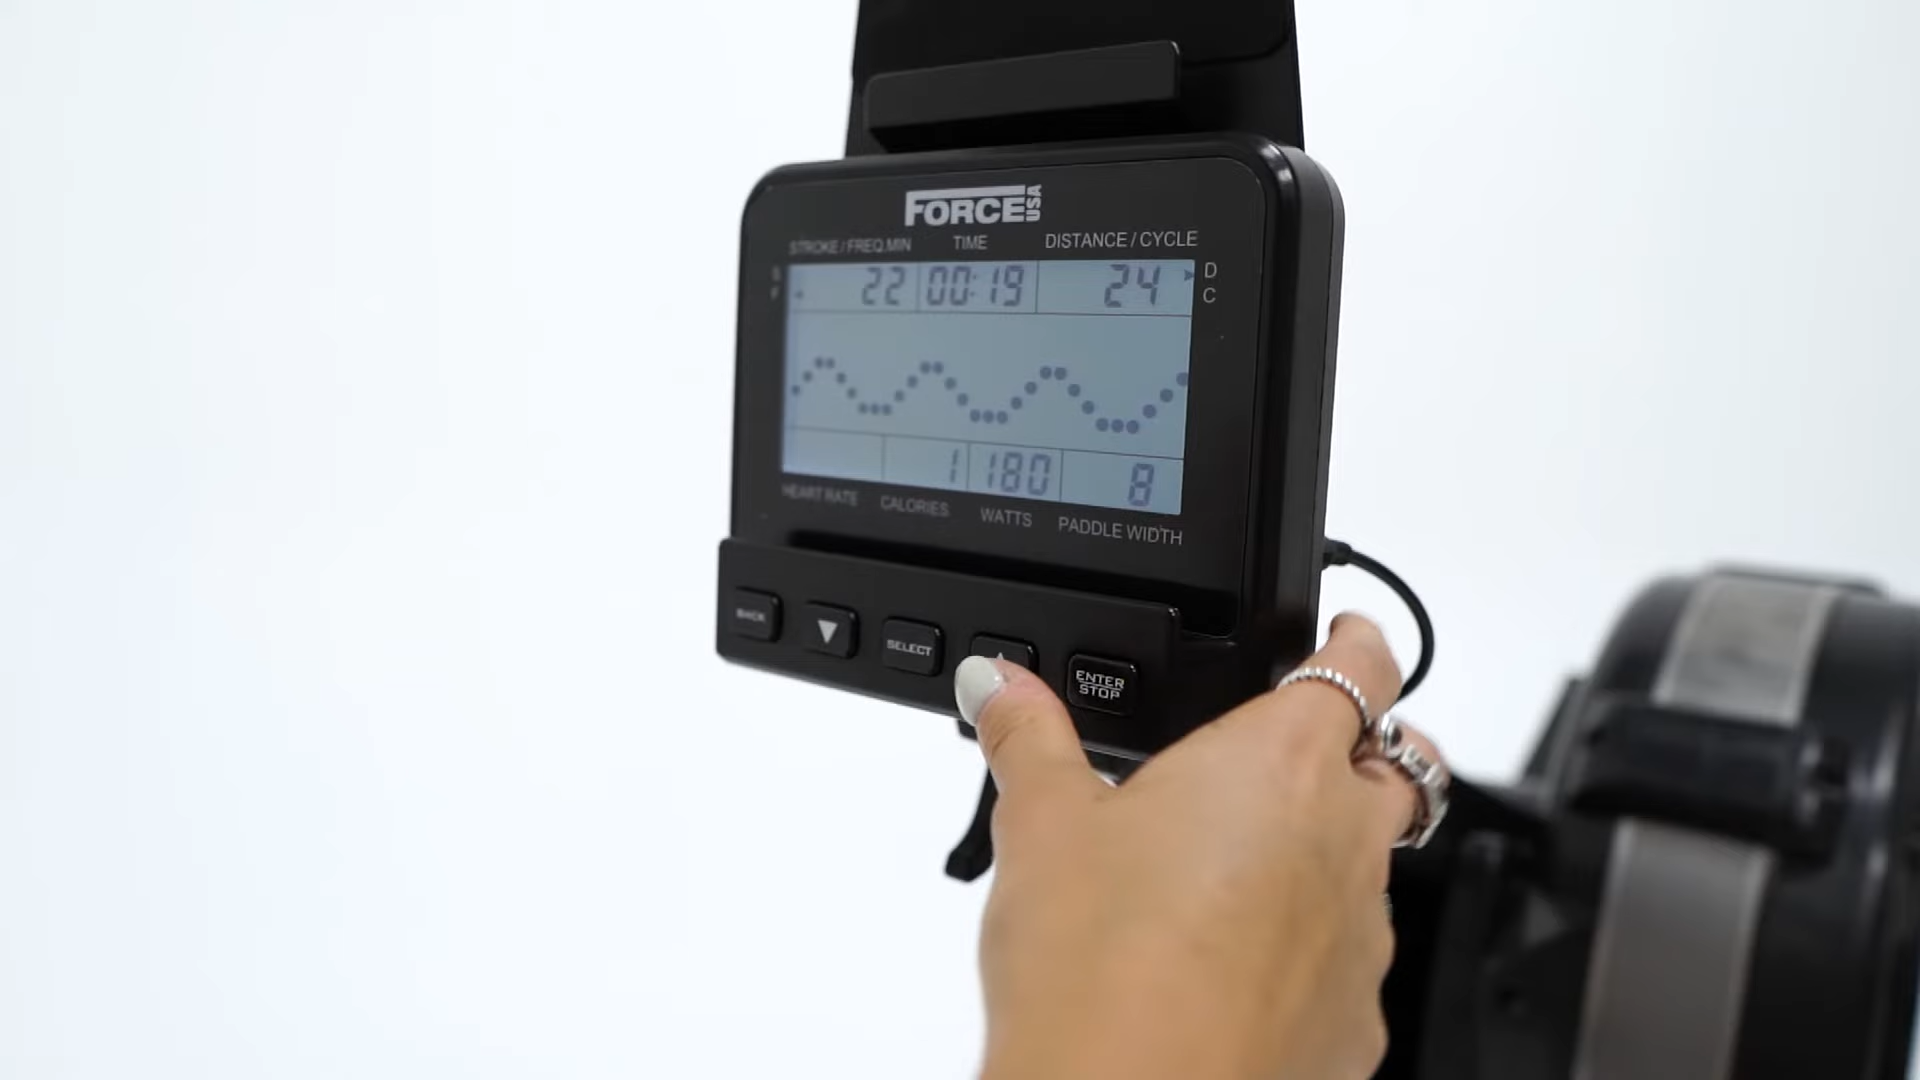 FORCE USA
STROKE / FREQ.MIN TIME DISTANCE / CYCLE
S D
F C
22 00:19 24
1 180 8
HEART RATE CALORIES WATTS PADDLE WIDTH
BACK SELECT ENTER STOP